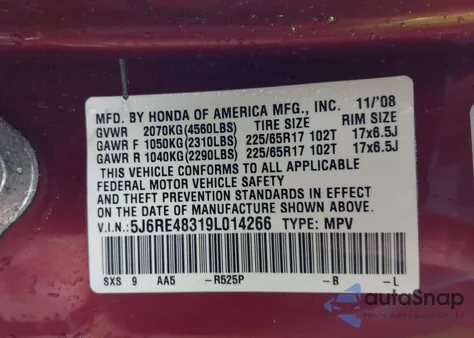 MFD. BY HONDA OF AMERICA MFG., INC. 11/'08
GVWR 2070KG(4560LBS) TIRE SIZE RIM SIZE
GAWR F 1050KG(2310LBS) 225/65R17 102T 17x6.5J
GAWR R 1040KG(2290LBS) 225/65R17 102T 17x6.5J
THIS VEHICLE CONFORMS TO ALL APPLICABLE
FEDERAL MOTOR VEHICLE SAFETY
AND THEFT PREVENTION STANDARDS IN EFFECT
ON THE DATE OF MANUFACTURE SHOWN ABOVE.
V.I.N.:5J6RE48319L014266 TYPE: MPV
SXS 9 AA5 –R525P –B –L
autoSnap